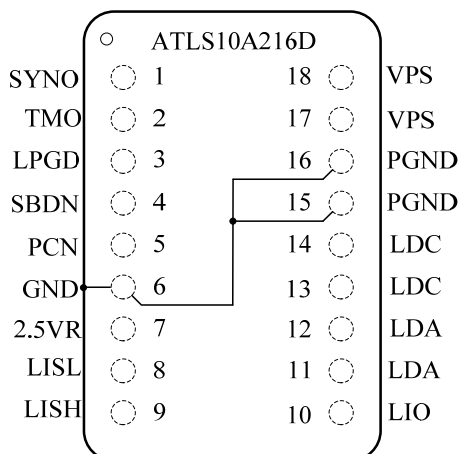 ATLS10A216D
SYNO 1 18 VPS
TMO 2 17 VPS
LPGD 3 16 PGND
SBDN 4 15 PGND
PCN 5 14 LDC
GND 6 13 LDC
2.5VR 7 12 LDA
LISL 8 11 LDA
LISH 9 10 LIO